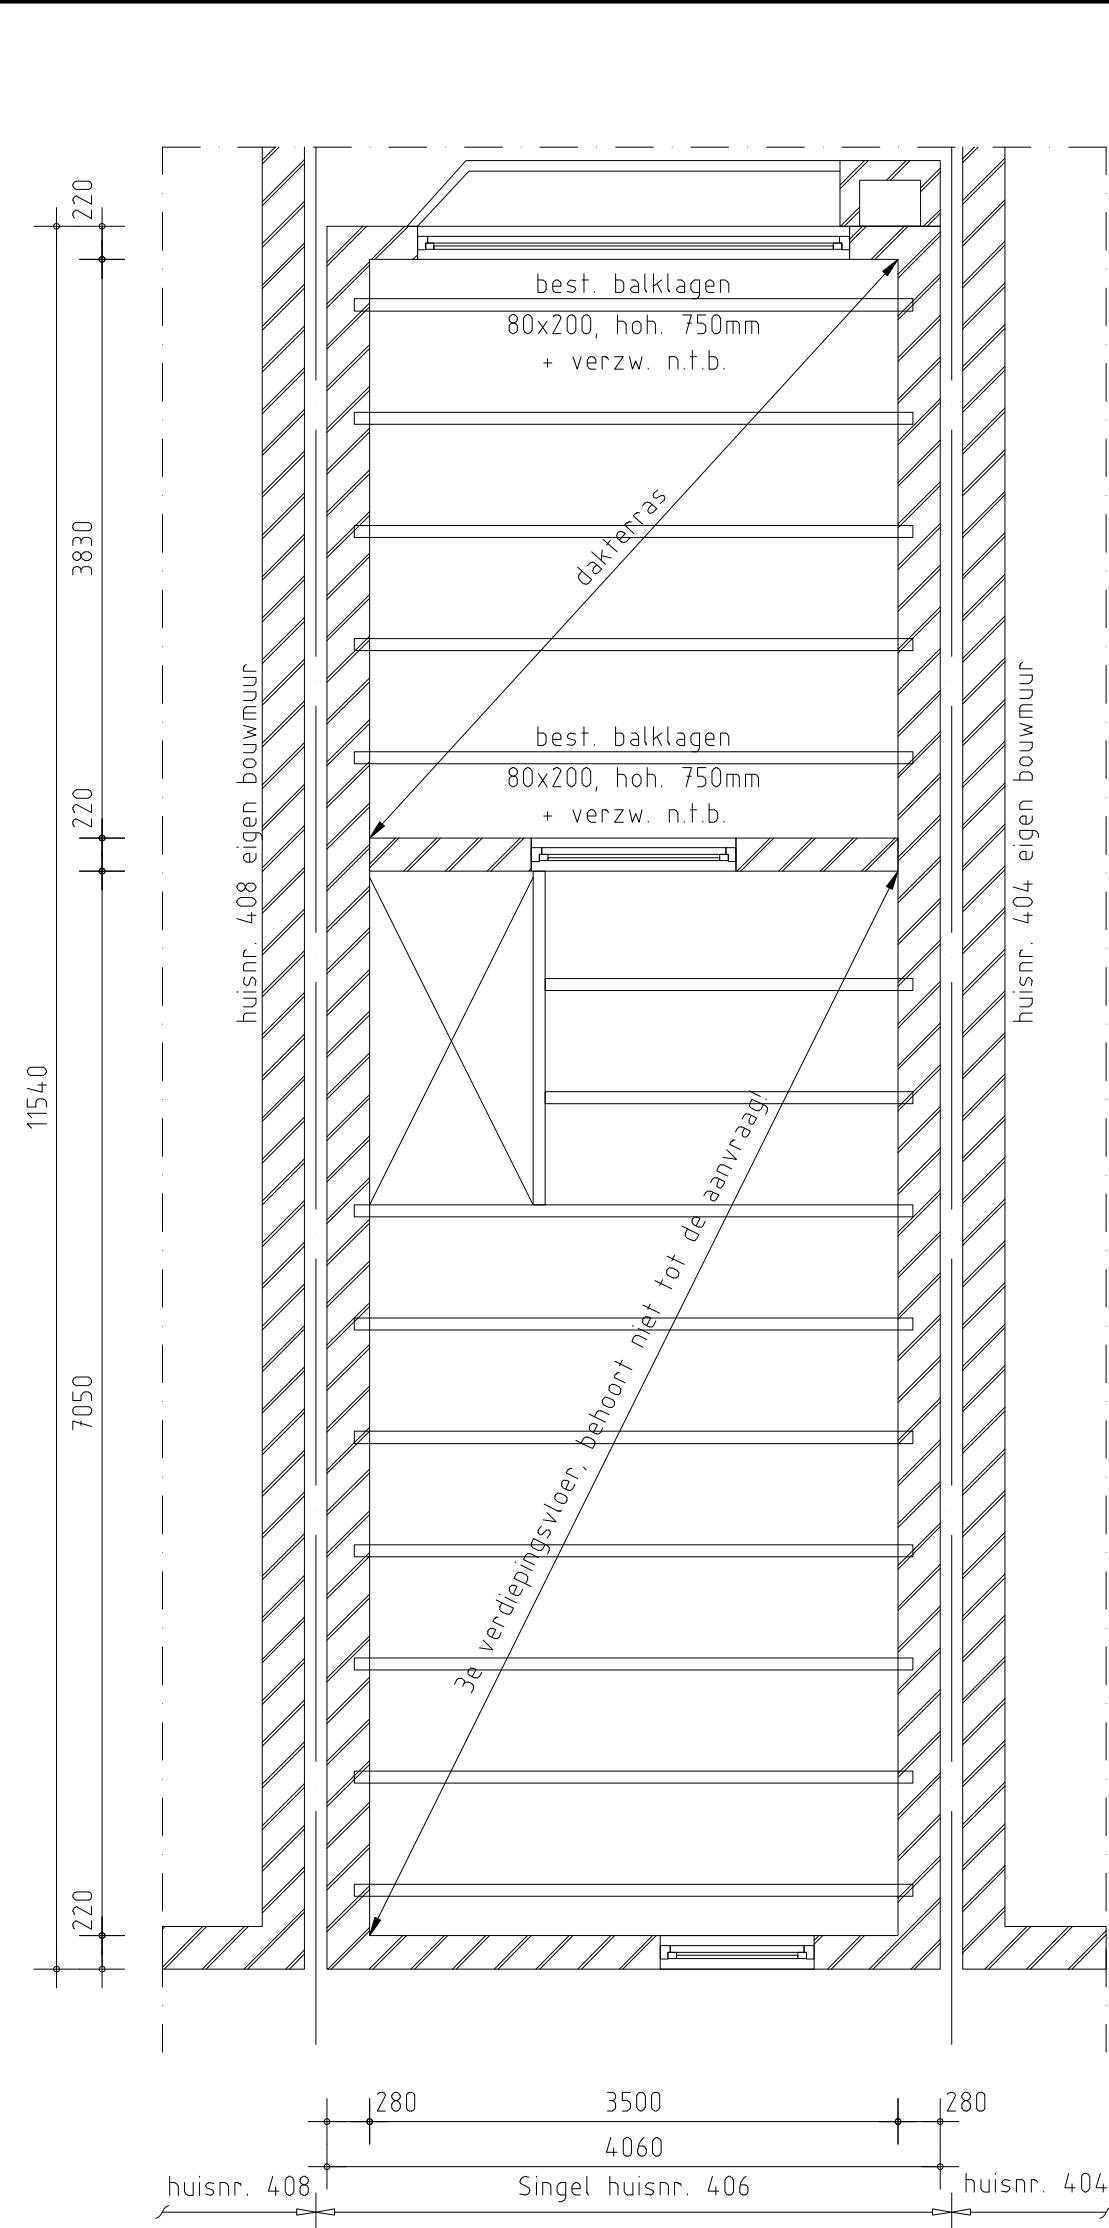 220
best. balklagen
80x200, hoh. 750mm
+ verzw. n.t.b.
3830
dakterras
huisnr. 408 eigen bouwmuur
huisnr. 404 eigen bouwmuur
best. balklagen
80x200, hoh. 750mm
+ verzw. n.t.b.
220
11540
3e verdiepingsvloer, behoort niet tot de aanvraag!
7050
220
280
3500
280
4060
huisnr. 408
Singel huisnr. 406
huisnr. 404